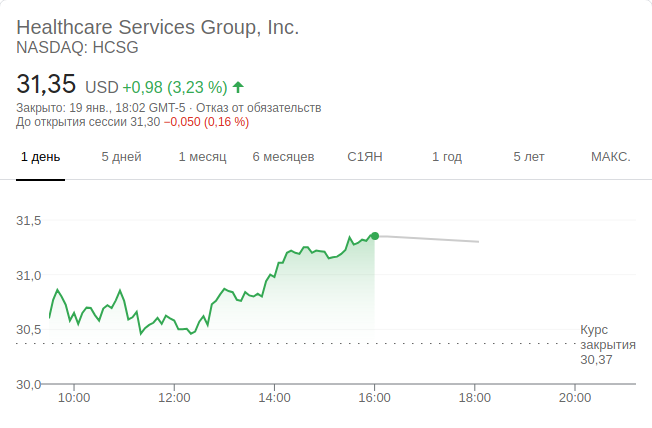 Healthcare Services Group, Inc.
NASDAQ: HCSG
31,35 USD +0,98 (3,23 %)
Закрыто: 19 янв., 18:02 GMT-5 · Отказ от обязательств
До открытия сессии 31,30 −0,050 (0,16 %)
1 день 5 дней 1 месяц 6 месяцев С1ЯН 1 год 5 лет МАКС.
31,5
31,0
30,5
Курс
закрытия
30,37
30,0
10:00 12:00 14:00 16:00 18:00 20:00